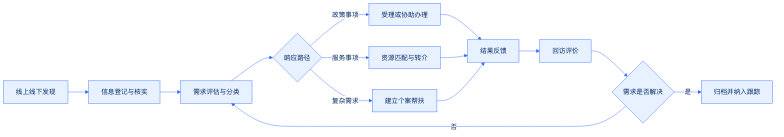 线上线下发现
信息登记与核实
需求评估与分类
响应路径
政策事项
受理或协助办理
服务事项
资源匹配与转介
复杂需求
建立个案帮扶
结果反馈
回访评价
需求是否解决
是
归档并纳入跟踪
否